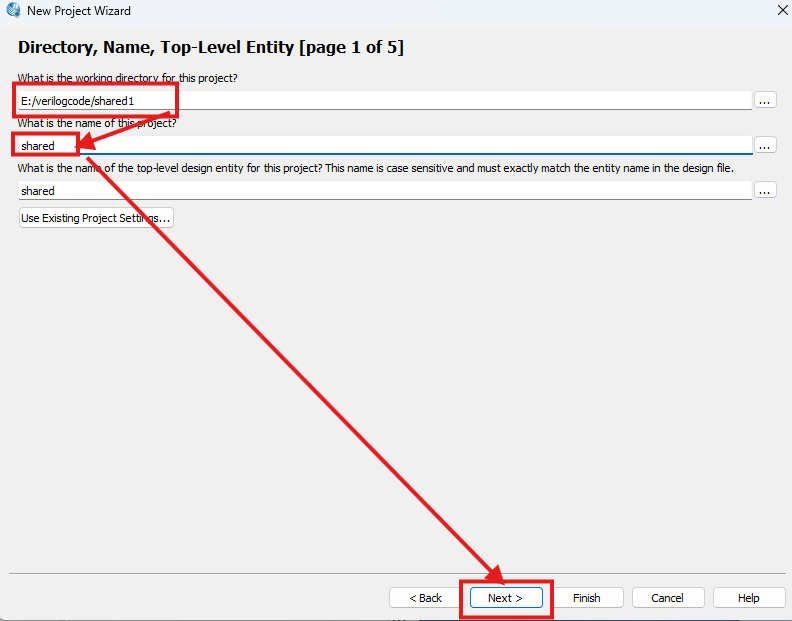 New Project Wizard
Directory, Name, Top-Level Entity [page 1 of 5]
What is the working directory for this project?
E:/verilogcode/shared1
...
What is the name of this project?
shared
...
What is the name of the top-level design entity for this project? This name is case sensitive and must exactly match the entity name in the design file.
shared
...
Use Existing Project Settings...
< Back
Next >
Finish
Cancel
Help